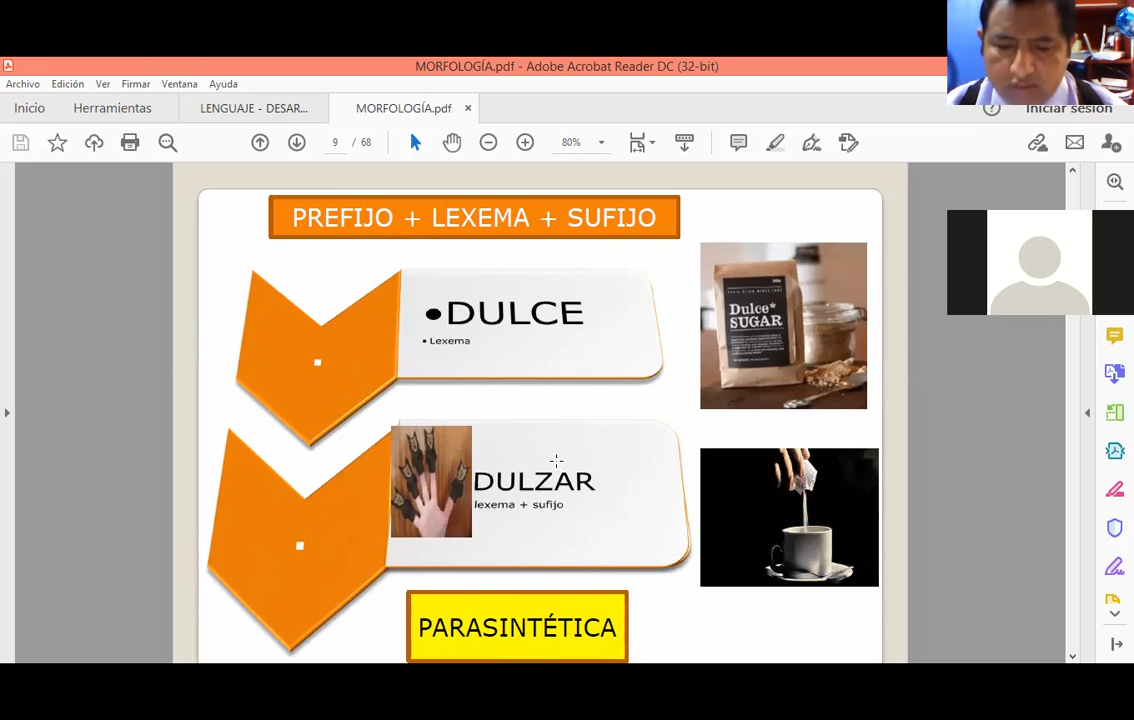 MORFOLOGÍA.pdf - Adobe Acrobat Reader DC (32-bit)
Archivo Edición Ver Firmar Ventana Ayuda
Inicio Herramientas LENGUAJE - DESAR... MORFOLOGÍA.pdf × Iniciar sesión
9 / 68 80%
PREFIJO + LEXEMA + SUFIJO
•DULCE
• Lexema
Dulce*
SUGAR
DULZAR
lexema + sufijo
PARASINTÉTICA